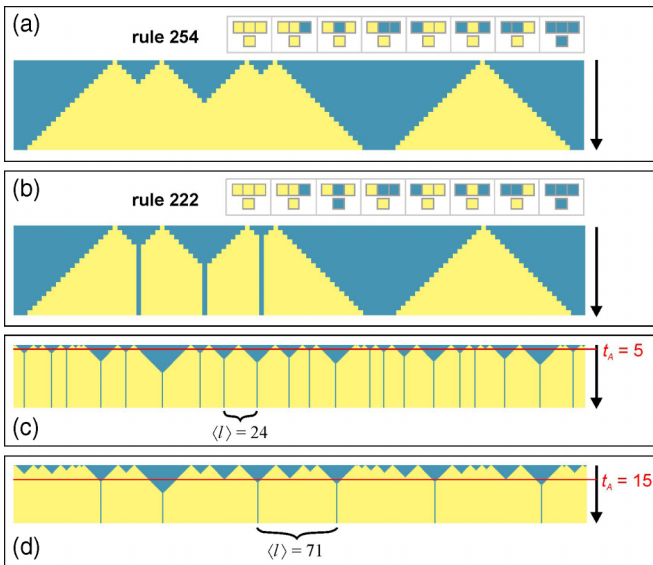 (a)
rule 254
(b)
rule 222
t_A = 5
(c)
⟨l⟩ = 24
t_A = 15
(d)
⟨l⟩ = 71